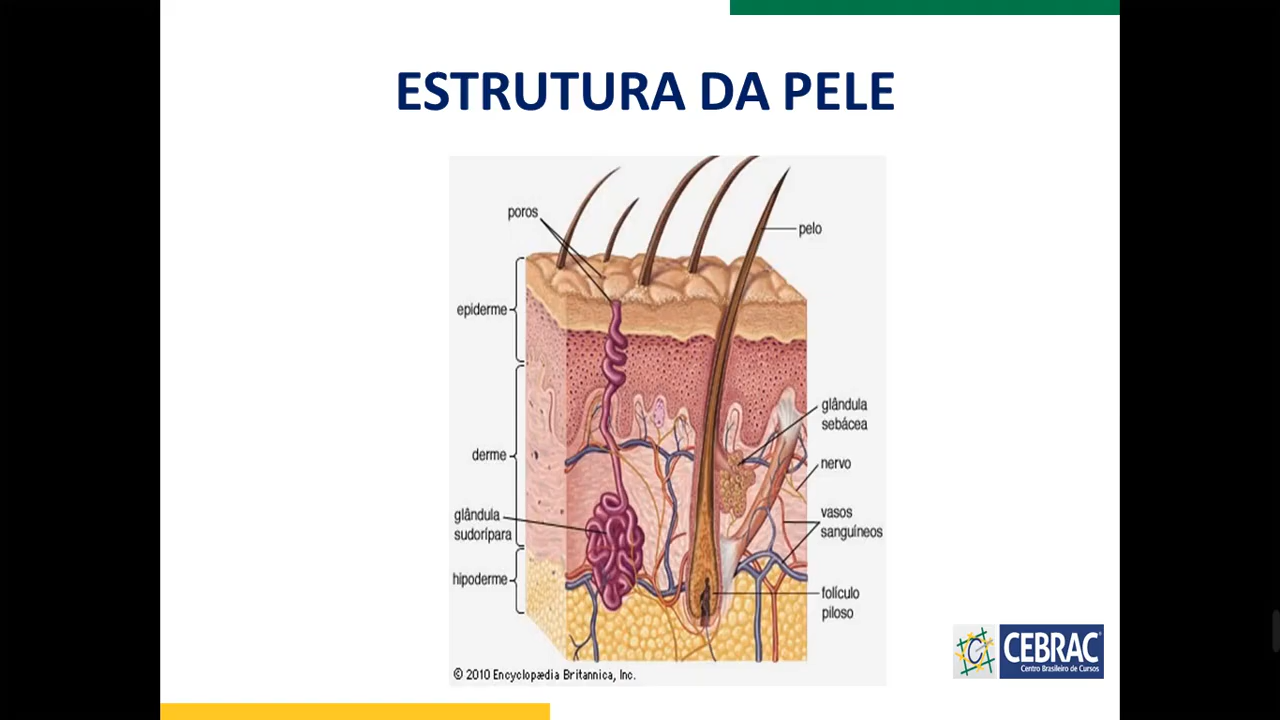 ESTRUTURA DA PELE
poros
pelo
epiderme
glândula
sebácea
derme
nervo
glândula
sudorípara
vasos
sanguíneos
hipoderme
folículo
piloso
© 2010 Encyclopædia Britannica, Inc.
CEBRAC®
Centro Brasileiro de Cursos